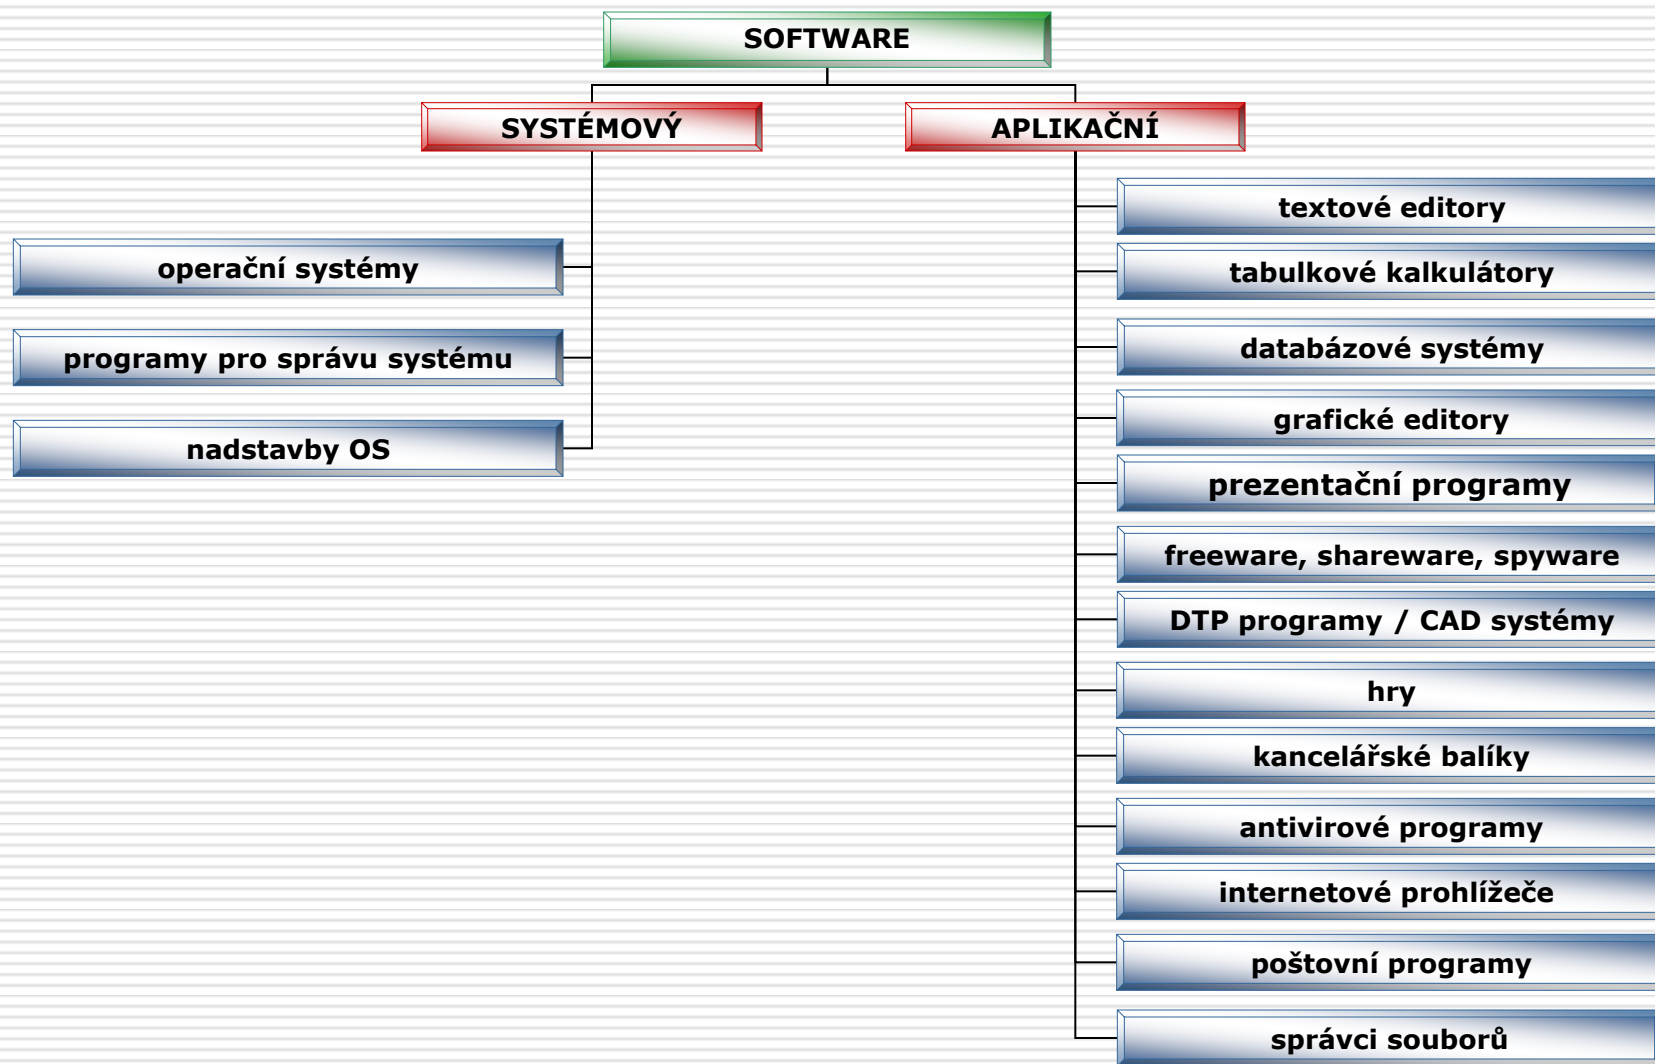 SOFTWARE
SYSTÉMOVÝ
APLIKAČNÍ
operační systémy
programy pro správu systému
nadstavby OS
textové editory
tabulkové kalkulátory
databázové systémy
grafické editory
prezentační programy
freeware, shareware, spyware
DTP programy / CAD systémy
hry
kancelářské balíky
antivirové programy
internetové prohlížeče
poštovní programy
správci souborů